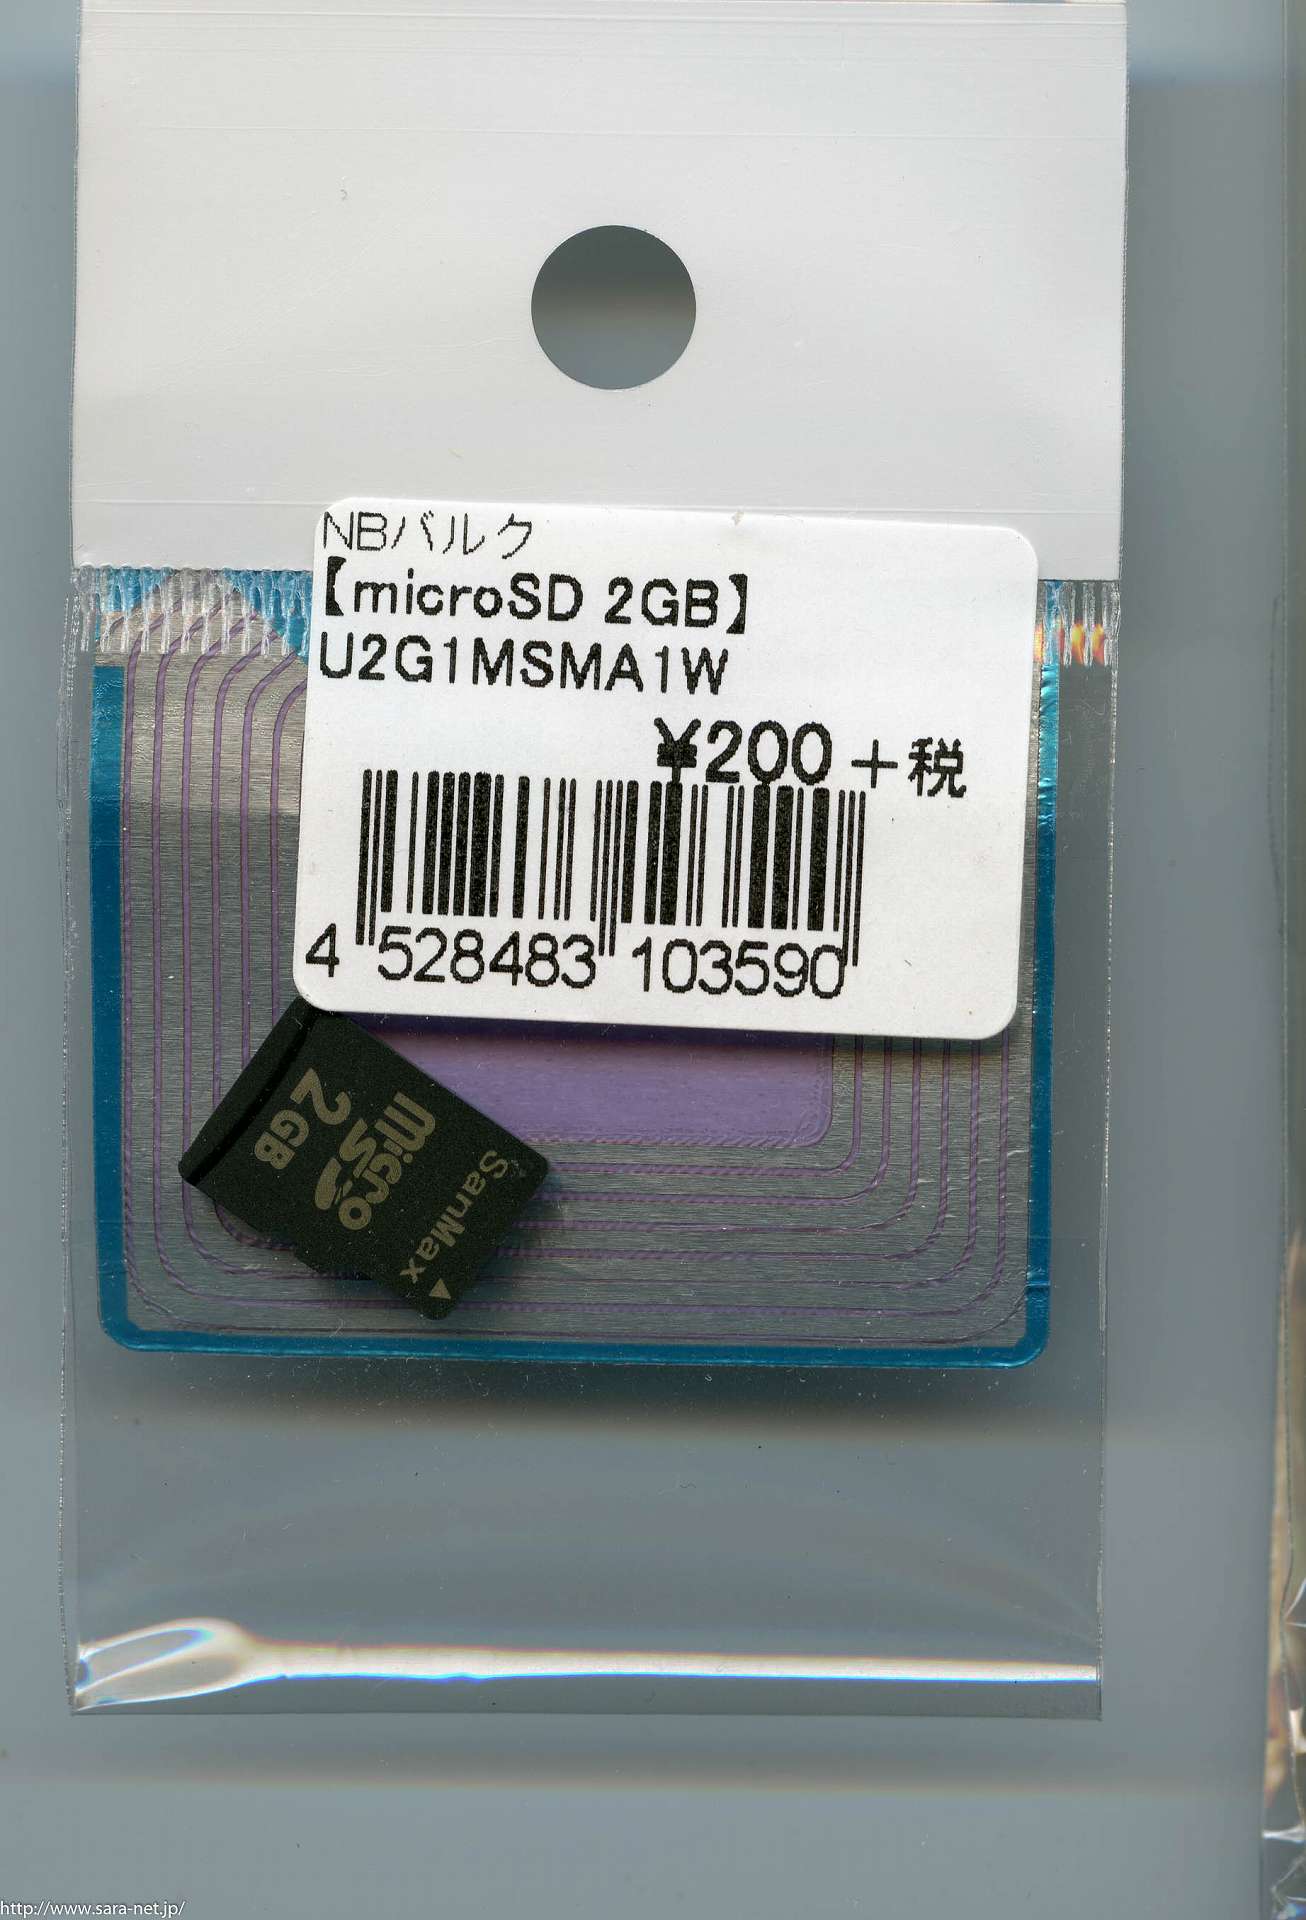 NBバルク
【microSD 2GB】
U2G1MSMA1W
¥200+税
4 528483 103590
SanMax
micro
SD
2GB
http://www.sara-net.jp/